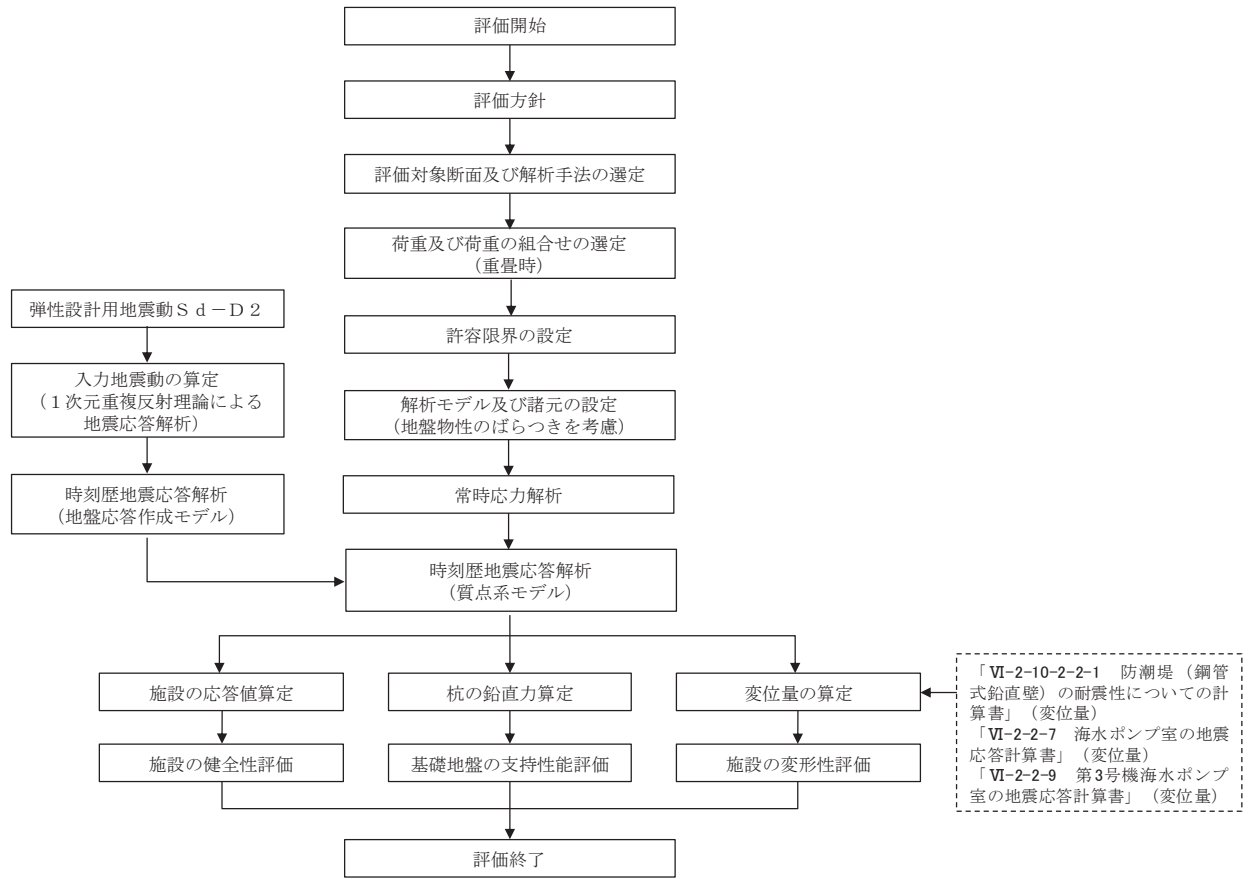 評価開始
評価方針
評価対象断面及び解析手法の選定
荷重及び荷重の組合せの選定
（重畳時）
弾性設計用地震動Ｓｄ－Ｄ２
許容限界の設定
入力地震動の算定
（１次元重複反射理論による
地震応答解析）
解析モデル及び諸元の設定
（地盤物性のばらつきを考慮）
時刻歴地震応答解析
（地盤応答作成モデル）
常時応力解析
時刻歴地震応答解析
（質点系モデル）
施設の応答値算定
杭の鉛直力算定
変位量の算定
「Ⅵ-2-10-2-2-1　防潮堤（鋼管
式鉛直壁）の耐震性についての計
算書」（変位量）
「Ⅵ-2-2-7　海水ポンプ室の地震
応答計算書」（変位量）
「Ⅵ-2-2-9　第3号機海水ポンプ
室の地震応答計算書」（変位量）
施設の健全性評価
基礎地盤の支持性能評価
施設の変形性評価
評価終了